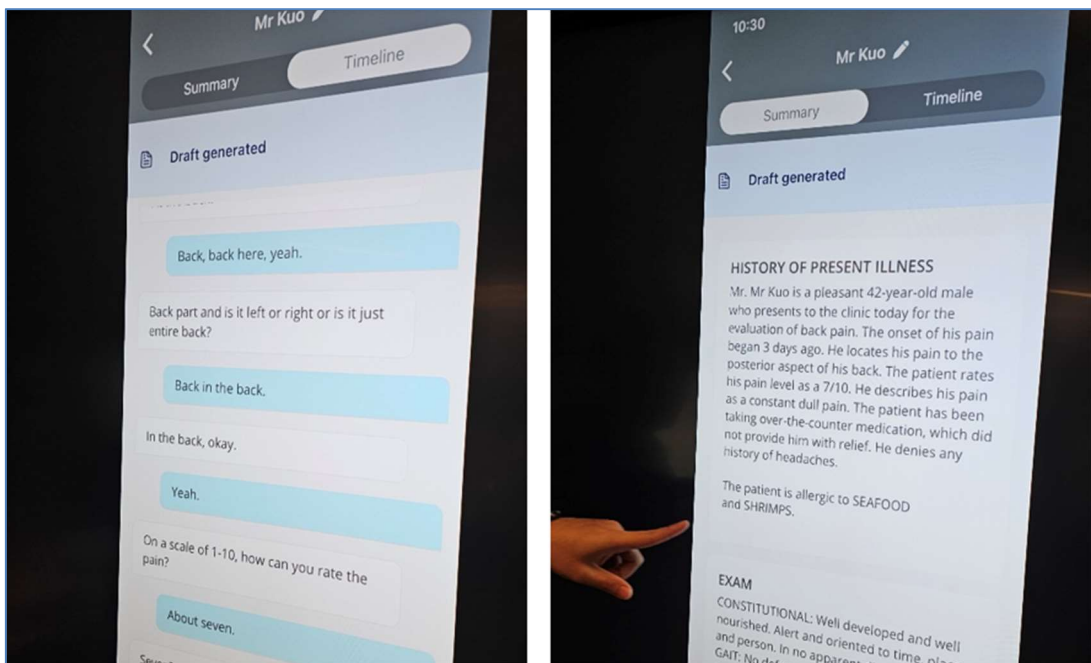 Mr Kuo
Summary
Timeline
Draft generated
Back, back here, yeah.
Back part and is it left or right or is it just
entire back?
Back in the back.
In the back, okay.
Yeah.
On a scale of 1-10, how can you rate the
pain?
About seven.
10:30
Mr Kuo
Summary
Timeline
Draft generated
HISTORY OF PRESENT ILLNESS
Mr. Mr Kuo is a pleasant 42-year-old male
who presents to the clinic today for the
evaluation of back pain. The onset of his pain
began 3 days ago. He locates his pain to the
posterior aspect of his back. The patient rates
his pain level as a 7/10. He describes his pain
as a constant dull pain. The patient has been
taking over-the-counter medication, which did
not provide him with relief. He denies any
history of headaches.
The patient is allergic to SEAFOOD
and SHRIMPS.
EXAM
CONSTITUTIONAL: Well developed and well
nourished. Alert and oriented to time,
and person. In no
GAIT: No